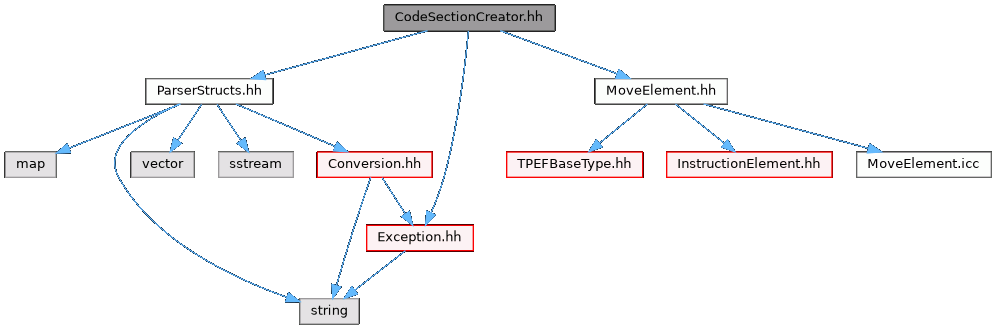 CodeSectionCreator.hh
ParserStructs.hh
MoveElement.hh
map
vector
sstream
Conversion.hh
TPEFBaseType.hh
InstructionElement.hh
MoveElement.icc
Exception.hh
string